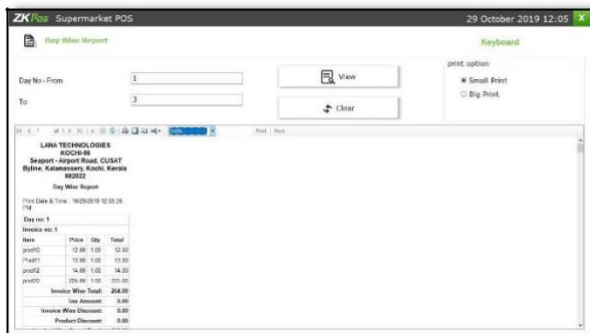 ZKPos Supermarket POS
29 October 2019 12:05 X
Day Wise Report
Keyboard
Day No - From
1
View
print option
Small Print
Big Print
To
3
Clear
Find | Next
LANA TECHNOLOGIES
KOCHI-86
Seaport - Airport Road, CUSAT
Byline, Kalamassery, Kochi, Kerala
682022
Day Wise Report
Print Date & Time : 10/29/2019 12:05:26
PM
Day no: 1
Invoice no: 1
Item Price Qty Total
prod10 12.00 1.00 12.00
Prod11 13.00 1.00 13.00
prod12 14.00 1.00 14.00
prod20 225.00 1.00 225.00
Invoice Wise Total: 264.00
Tax Amount: 0.00
Invoice Wise Discount: 0.00
Product Discount: 0.00